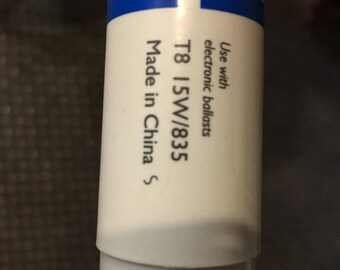 Use with
electronic ballasts
T8 15W/835
Made in China S